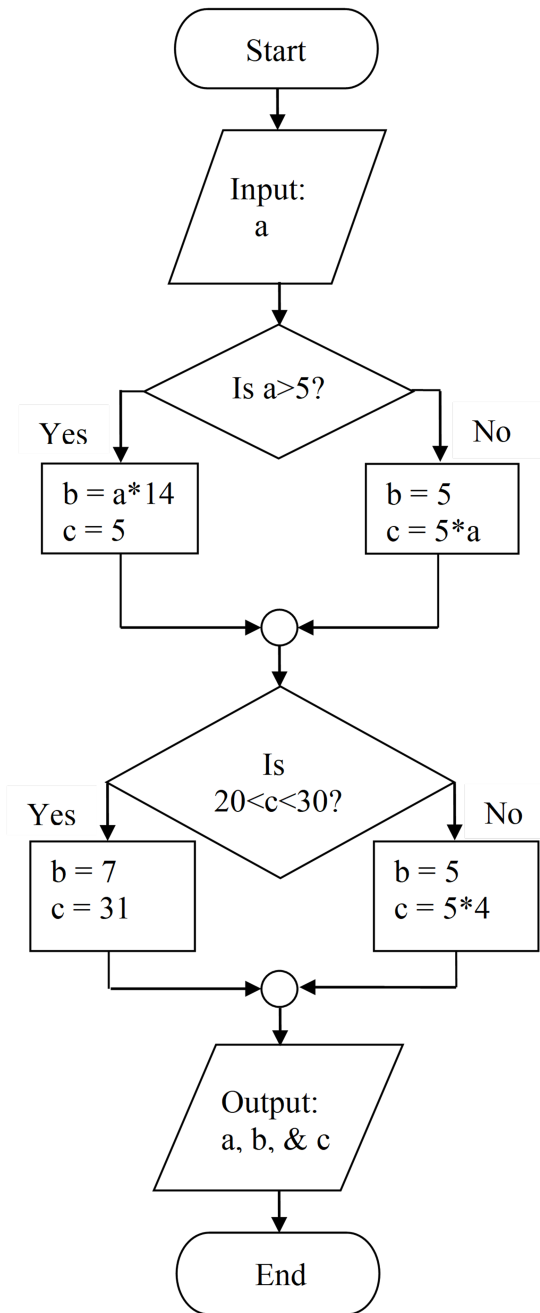 Start
Input:
a
Is a>5?
Yes
No
b = a*14
c = 5
b = 5
c = 5*a
Is
20<c<30?
Yes
No
b = 7
c = 31
b = 5
c = 5*4
Output:
a, b, & c
End